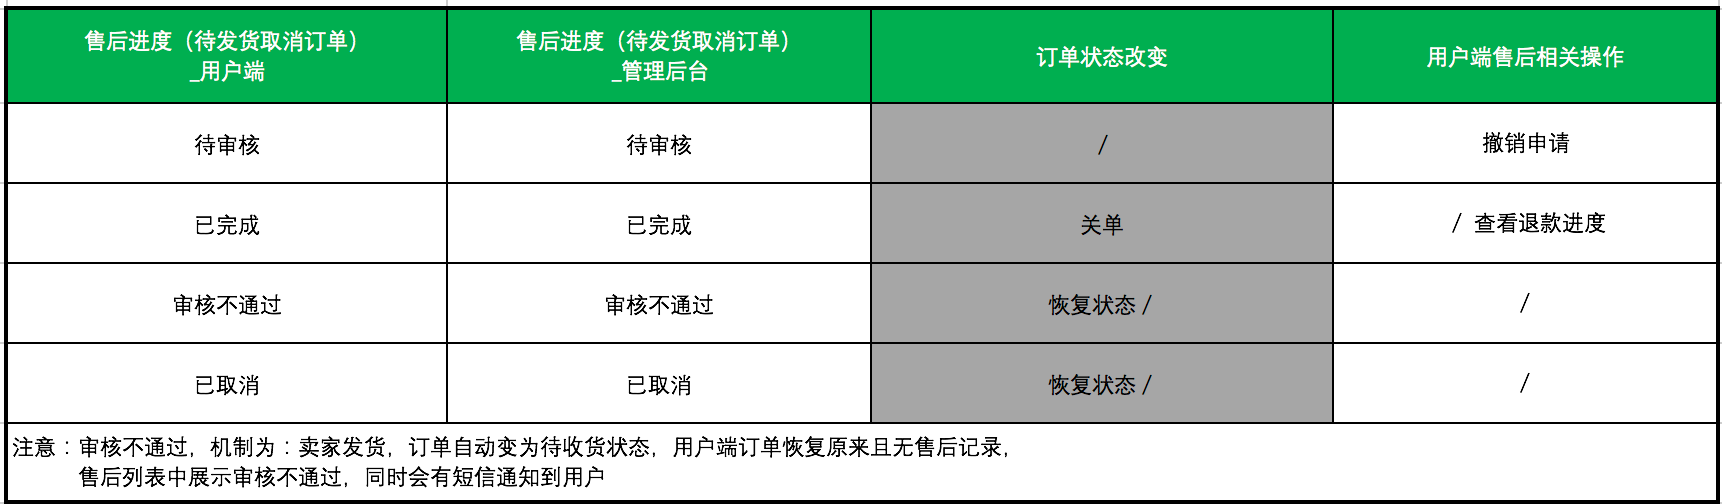 售后进度（待发货取消订单）
_用户端
售后进度（待发货取消订单）
_管理后台
订单状态改变
用户端售后相关操作
待审核
待审核
/
撤销申请
已完成
已完成
关单
/ 查看退款进度
审核不通过
审核不通过
恢复状态 /
/
已取消
已取消
恢复状态 /
/
注意：审核不通过，机制为：卖家发货，订单自动变为待收货状态，用户端订单恢复原来且无售后记录，
售后列表中展示审核不通过，同时会有短信通知到用户